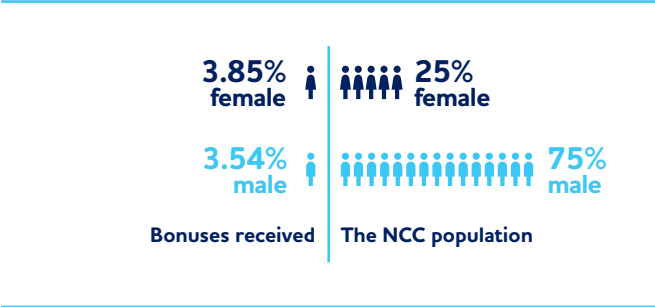 3.85%
female
25%
female
3.54%
male
75%
male
Bonuses received
The NCC population